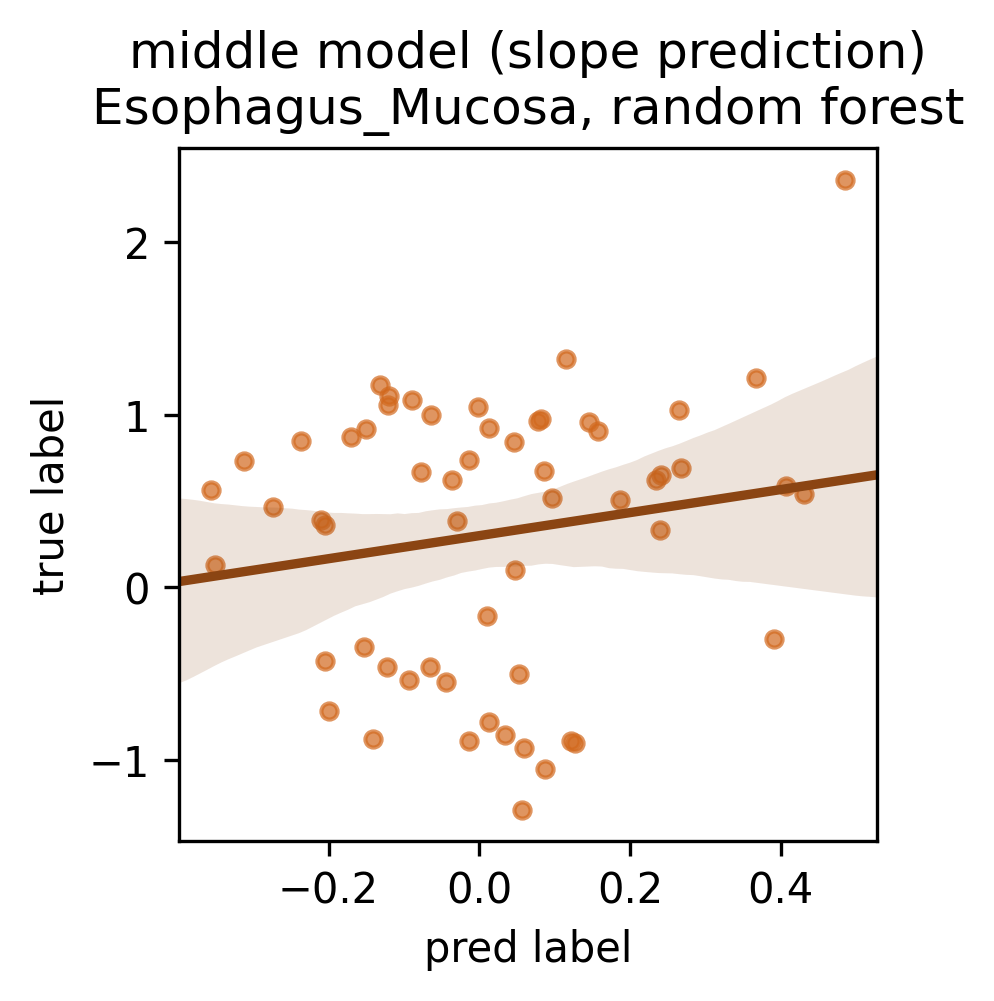 middle model (slope prediction)
Esophagus_Mucosa, random forest
true label
2
1
0
−1
−0.2
0.0
0.2
0.4
pred label